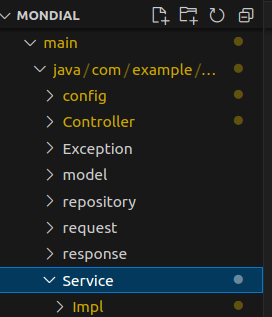 MONDIAL
main
java/com/example/...
config
Controller
Exception
model
repository
request
response
Service
Impl